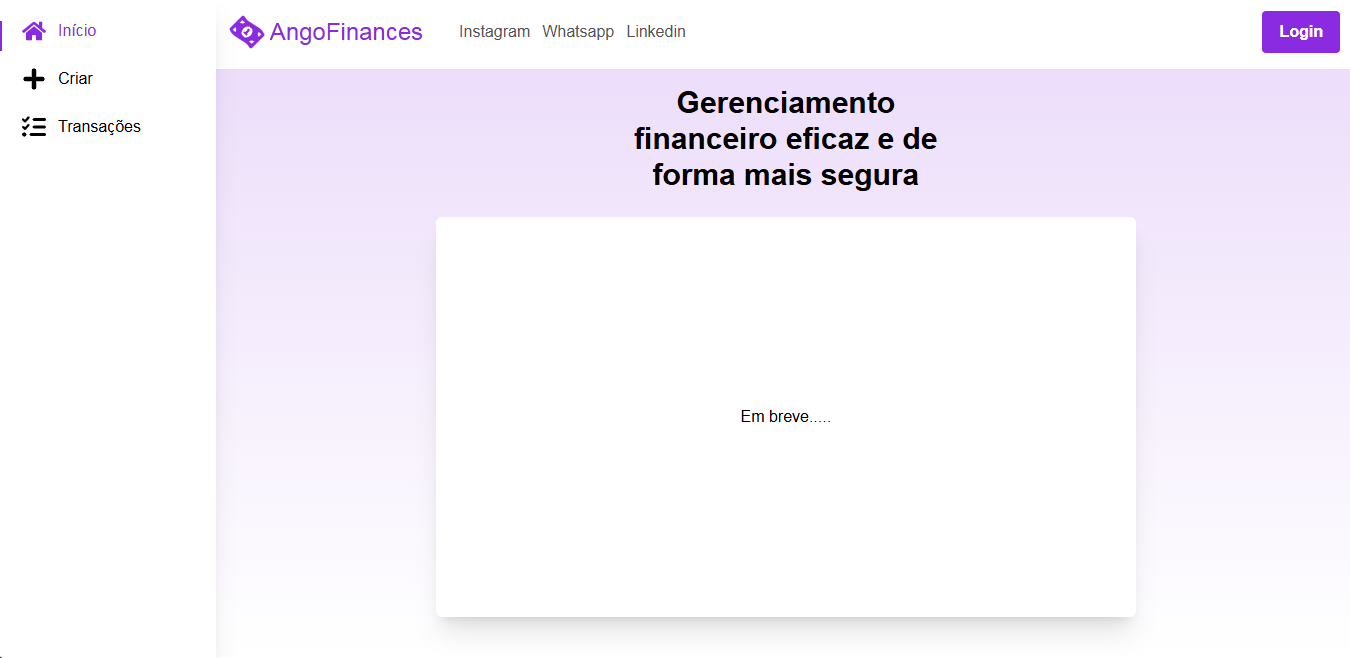 Início
Criar
Transações
AngoFinances
Instagram Whatsapp Linkedin
Login
Gerenciamento
financeiro eficaz e de
forma mais segura
Em breve.....